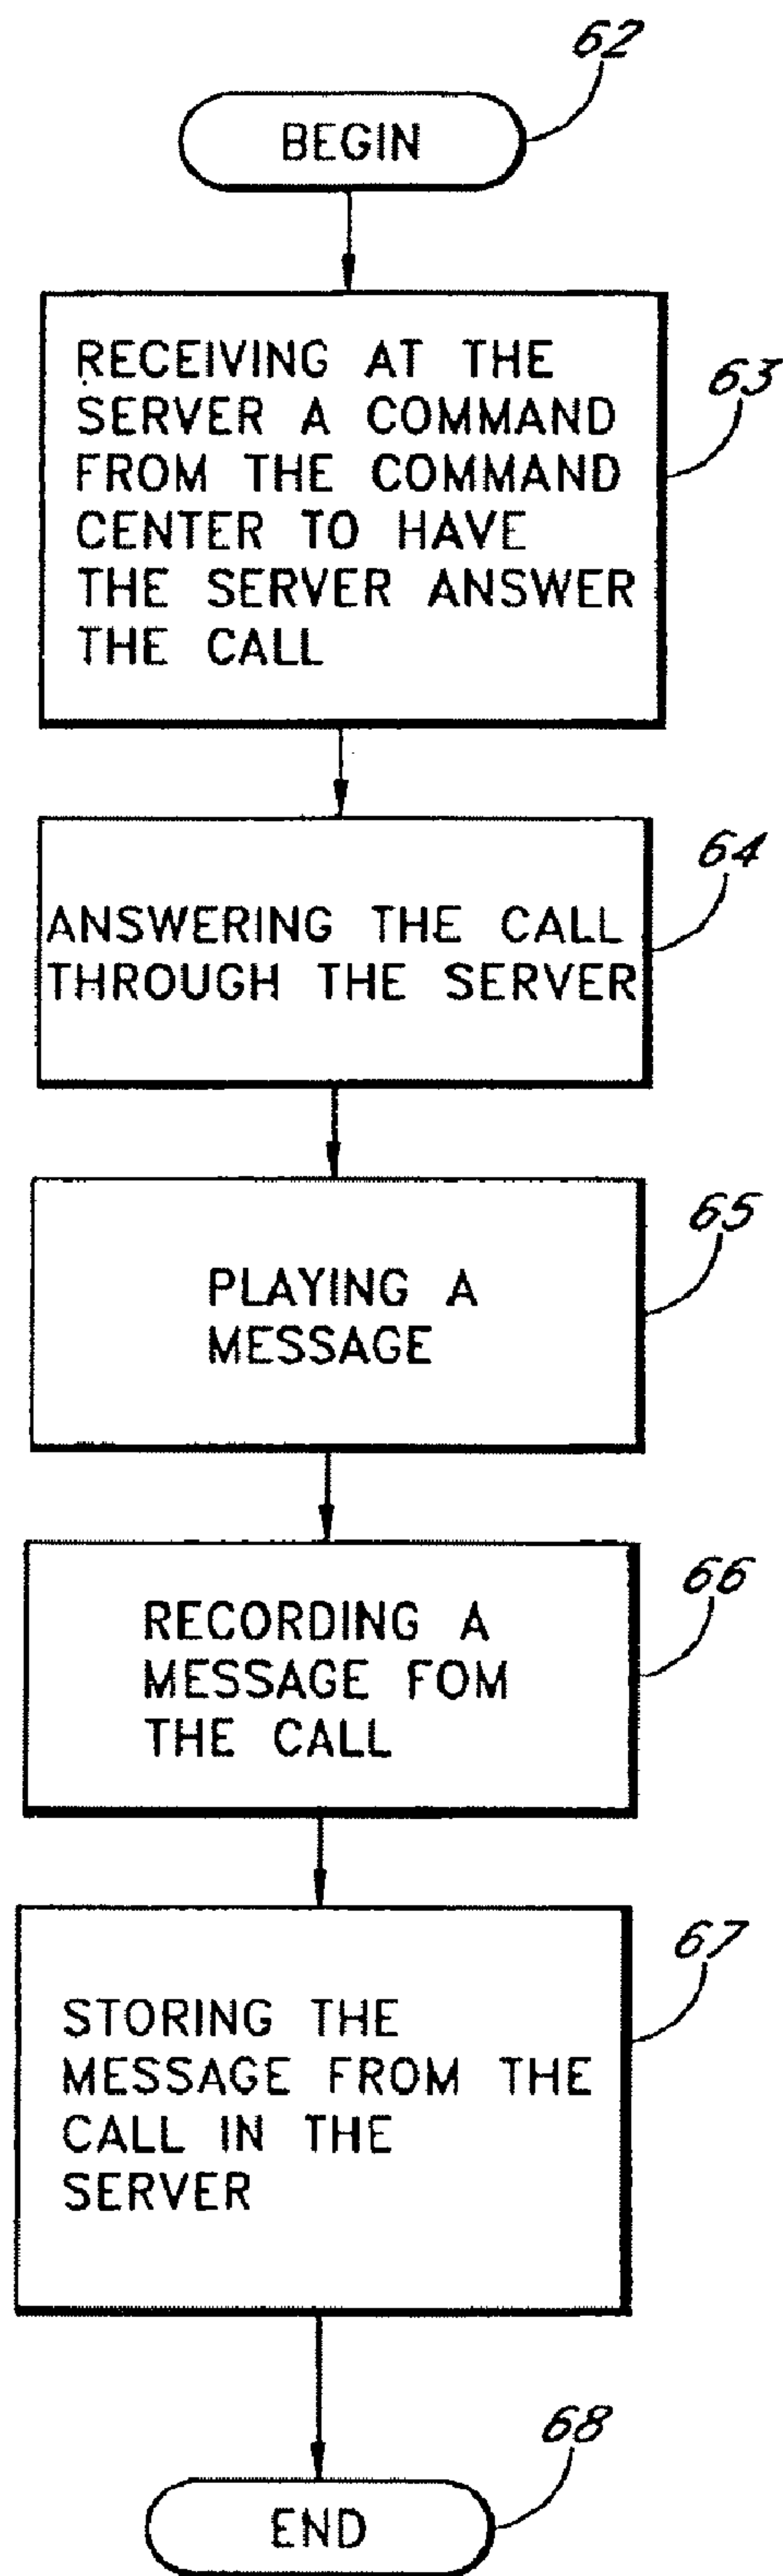 62
BEGIN
RECEIVING AT THE
SERVER A COMMAND
FROM THE COMMAND
CENTER TO HAVE
THE SERVER ANSWER
THE CALL
63
ANSWERING THE CALL
THROUGH THE SERVER
64
PLAYING A
MESSAGE
65
RECORDING A
MESSAGE FOM
THE CALL
66
STORING THE
MESSAGE FROM THE
CALL IN THE
SERVER
67
END
68